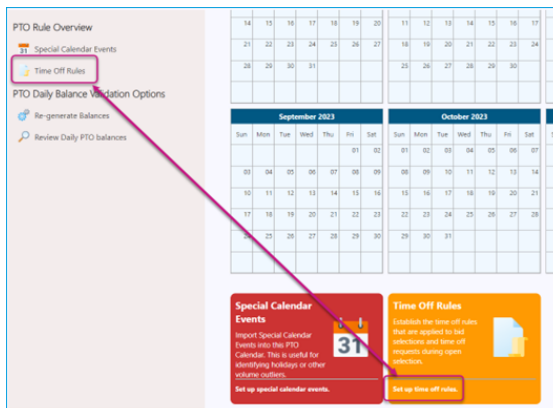 PTO Rule Overview
31 Special Calendar Events
Time Off Rules
PTO Daily Balance Validation Options
Re-generate Balances
Review Daily PTO balances
14 15 16 17 18 19 20
21 22 23 24 25 26 27
28 29 30 31
11 12 13 14 15 16 17
18 19 20 21 22 23 24
25 26 27 28 29 30
September 2023
Sun Mon Tue Wed Thu Fri Sat
01 02
03 04 05 06 07 08 09
10 11 12 13 14 15 16
17 18 19 20 21 22 23
25 26 27 28 29 30
October 2023
Sun Mon Tue Wed Thu Fri Sat
01 02 03 04 05 06 07
08 09 10 11 12 13 14
15 16 17 18 19 20 21
22 23 24 25 26 27 28
29 30 31
Special Calendar
Events
Import Special Calendar
Events into this PTO
Calendar. This is useful for
identifying holidays or other
volume outliers.
31
Set up special calendar events.
Time Off Rules
Establish the time off rules
that are applied to bid
selections and time off
requests during open
selection.
Set up time off rules.